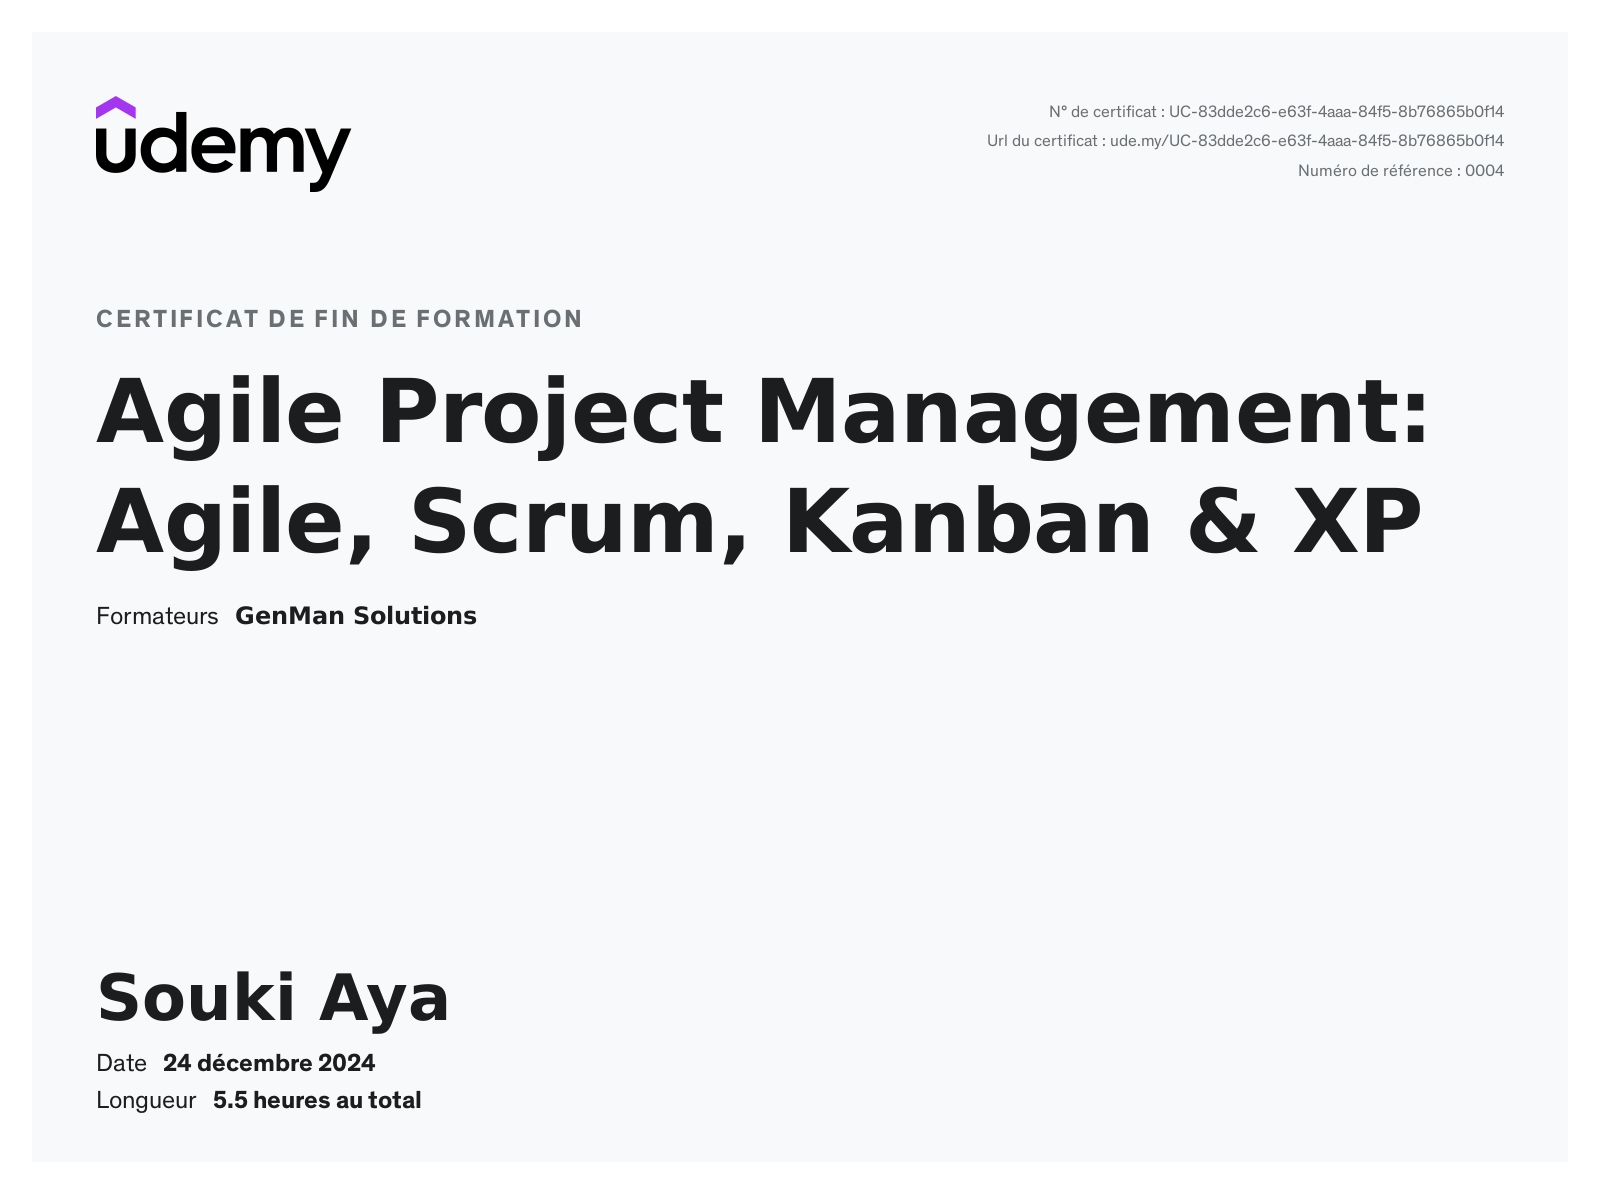 udemy
N° de certificat : UC-83dde2c6-e63f-4aaa-84f5-8b76865b0f14
Url du certificat : ude.my/UC-83dde2c6-e63f-4aaa-84f5-8b76865b0f14
Numéro de référence : 0004
CERTIFICAT DE FIN DE FORMATION
Agile Project Management:
Agile, Scrum, Kanban & XP
Formateurs GenMan Solutions
Souki Aya
Date 24 décembre 2024
Longueur 5.5 heures au total